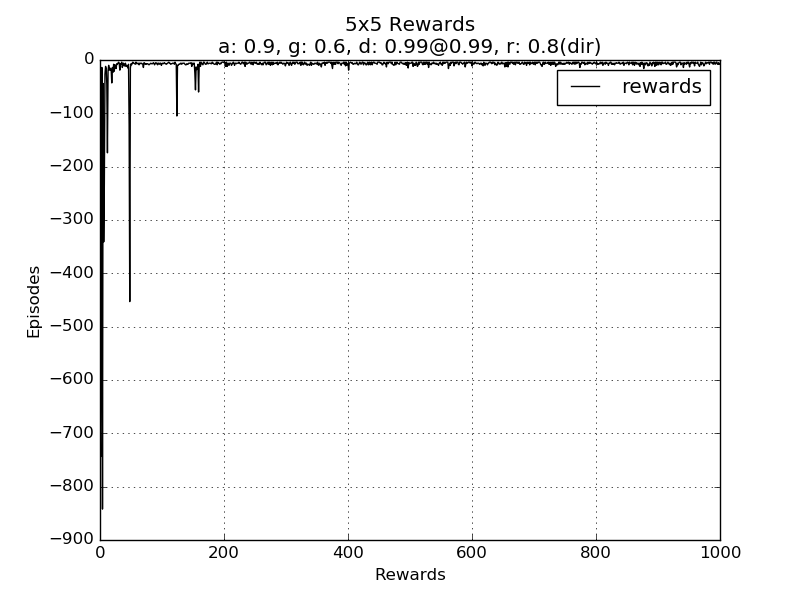 5x5 Rewards
a: 0.9, g: 0.6, d: 0.99@0.99, r: 0.8(dir)
rewards
0
−100
−200
−300
−400
−500
−600
−700
−800
−900
Episodes
0 200 400 600 800 1000
Rewards